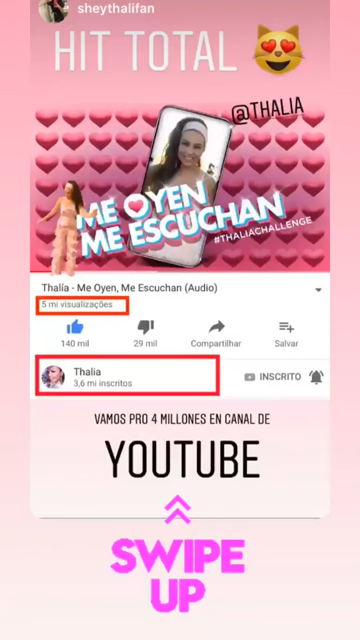 sheythalifan
HIT TOTAL
@THALIA
ME OYEN
ME ESCUCHAN
#THALIACHALLENGE
Thalía - Me Oyen, Me Escuchan (Audio)
5 mi visualizações
140 mil
29 mil
Compartilhar
Salvar
Thalia
3,6 mi inscritos
INSCRITO
VAMOS PRO 4 MILLONES EN CANAL DE
YOUTUBE
SWIPE
UP